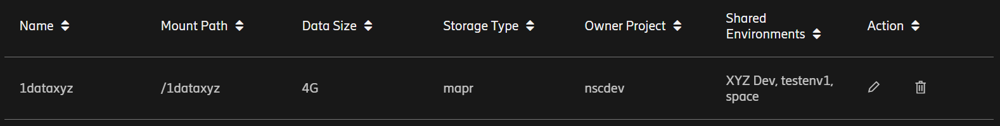 Name Mount Path Data Size Storage Type Owner Project Shared Environments Action
1dataxyz /1dataxyz 4G mapr nscdev XYZ Dev, testenv1, space